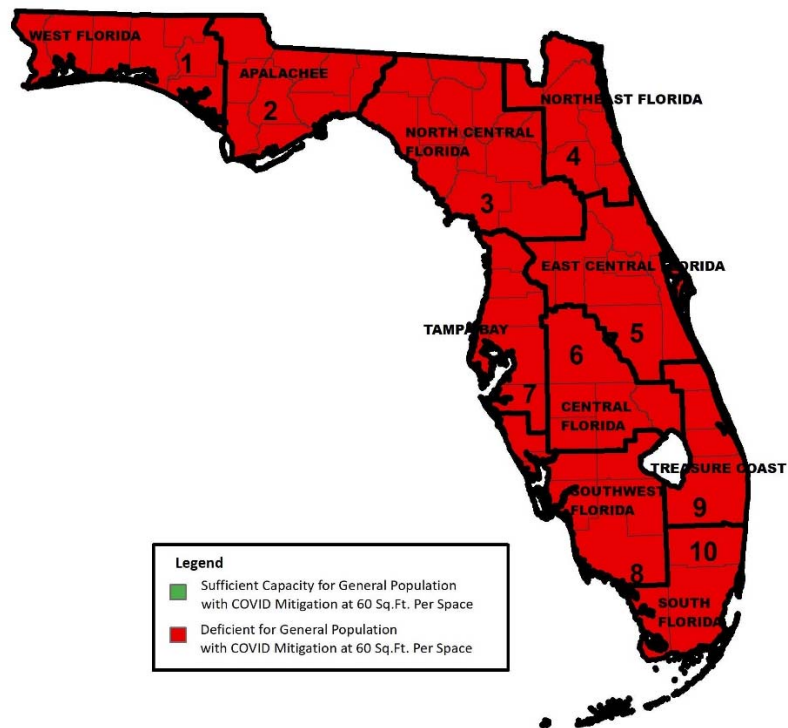 WEST FLORIDA
1
APALACHEE
2
NORTH CENTRAL
FLORIDA
3
NORTHEAST FLORIDA
4
EAST CENTRAL FLORIDA
5
TAMPA BAY
7
6
CENTRAL
FLORIDA
TREASURE COAST
9
SOUTHWEST
FLORIDA
8
10
SOUTH
FLORIDA
Legend
Sufficient Capacity for General Population
with COVID Mitigation at 60 Sq.Ft. Per Space
Deficient for General Population
with COVID Mitigation at 60 Sq.Ft. Per Space